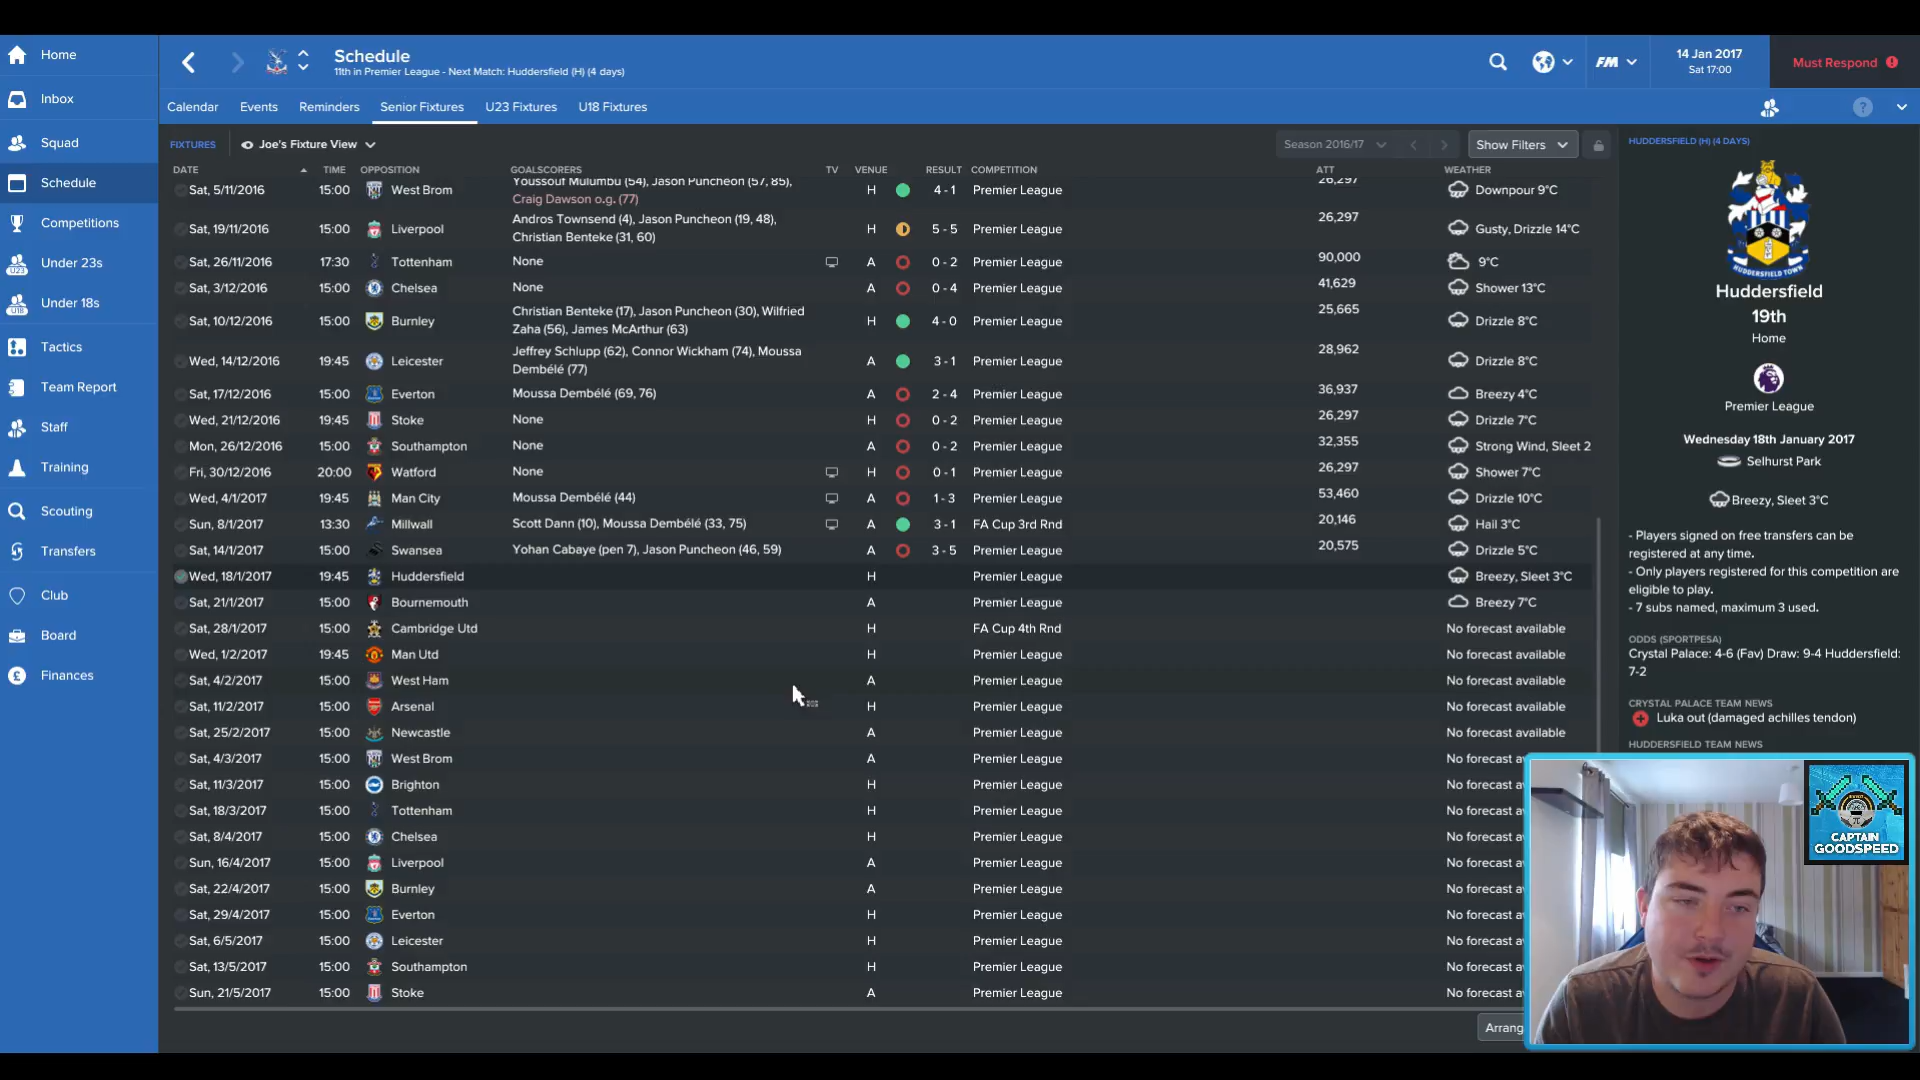 Home
Inbox
Squad
Schedule
Competitions
Under 23s
Under 18s
Tactics
Team Report
Staff
Training
Scouting
Transfers
Club
Board
Finances
Schedule
11th in Premier League - Next Match: Huddersfield (H) (4 days)
FM
14 Jan 2017
Sat 17:00
Must Respond
Calendar Events Reminders Senior Fixtures U23 Fixtures U18 Fixtures
FIXTURES Joe's Fixture View Season 2016/17 Show Filters
DATE TIME OPPOSITION GOALSCORERS TV VENUE RESULT COMPETITION ATT WEATHER
Sat, 5/11/2016 15:00 West Brom Youssouf Mulumbu (54), Jason Puncheon (57, 85), Craig Dawson o.g. (77) H 4 - 1 Premier League 26,297 Downpour 9°C
Sat, 19/11/2016 15:00 Liverpool Andros Townsend (4), Jason Puncheon (19, 48), Christian Benteke (31, 60) H 5 - 5 Premier League 26,297 Gusty, Drizzle 14°C
Sat, 26/11/2016 17:30 Tottenham None A 0 - 2 Premier League 90,000 9°C
Sat, 3/12/2016 15:00 Chelsea None A 0 - 4 Premier League 41,629 Shower 13°C
Sat, 10/12/2016 15:00 Burnley Christian Benteke (17), Jason Puncheon (30), Wilfried Zaha (56), James McArthur (63) H 4 - 0 Premier League 25,665 Drizzle 8°C
Wed, 14/12/2016 19:45 Leicester Jeffrey Schlupp (62), Connor Wickham (74), Moussa Dembélé (77) A 3 - 1 Premier League 28,962 Drizzle 8°C
Sat, 17/12/2016 15:00 Everton Moussa Dembélé (69, 76) A 2 - 4 Premier League 36,937 Breezy 4°C
Wed, 21/12/2016 19:45 Stoke None H 0 - 2 Premier League 26,297 Drizzle 7°C
Mon, 26/12/2016 15:00 Southampton None A 0 - 2 Premier League 32,355 Strong Wind, Sleet 2
Fri, 30/12/2016 20:00 Watford None H 0 - 1 Premier League 26,297 Shower 7°C
Wed, 4/1/2017 19:45 Man City Moussa Dembélé (44) A 1 - 3 Premier League 53,460 Drizzle 10°C
Sun, 8/1/2017 13:30 Millwall Scott Dann (10), Moussa Dembélé (33, 75) A 3 - 1 FA Cup 3rd Rnd 20,146 Hail 3°C
Sat, 14/1/2017 15:00 Swansea Yohan Cabaye (pen 7), Jason Puncheon (46, 59) A 3 - 5 Premier League 20,575 Drizzle 5°C
Wed, 18/1/2017 19:45 Huddersfield H Premier League Breezy, Sleet 3°C
Sat, 21/1/2017 15:00 Bournemouth A Premier League Breezy 7°C
Sat, 28/1/2017 15:00 Cambridge Utd H FA Cup 4th Rnd No forecast available
Wed, 1/2/2017 19:45 Man Utd H Premier League No forecast available
Sat, 4/2/2017 15:00 West Ham A Premier League No forecast available
Sat, 11/2/2017 15:00 Arsenal H Premier League No forecast available
Sat, 25/2/2017 15:00 Newcastle A Premier League No forecast available
Sat, 4/3/2017 15:00 West Brom A Premier League No forecast a
Sat, 11/3/2017 15:00 Brighton H Premier League No forecast a
Sat, 18/3/2017 15:00 Tottenham H Premier League No forecast a
Sat, 8/4/2017 15:00 Chelsea H Premier League No forecast a
Sun, 16/4/2017 15:00 Liverpool A Premier League No forecast a
Sat, 22/4/2017 15:00 Burnley A Premier League No forecast a
Sat, 29/4/2017 15:00 Everton H Premier League No forecast a
Sat, 6/5/2017 15:00 Leicester H Premier League No forecast a
Sat, 13/5/2017 15:00 Southampton H Premier League No forecast a
Sun, 21/5/2017 15:00 Stoke A Premier League No forecast a
Arrang
HUDDERSFIELD (H) (4 DAYS)
HUDDERSFIELD TOWN
Huddersfield
19th
Home
Premier League
Wednesday 18th January 2017
Selhurst Park
Breezy, Sleet 3°C
- Players signed on free transfers can be
registered at any time.
- Only players registered for this competition are
eligible to play.
- 7 subs named, maximum 3 used.
ODDS (SPORTPESA)
Crystal Palace: 4-6 (Fav) Draw: 9-4 Huddersfield:
7-2
CRYSTAL PALACE TEAM NEWS
Luka out (damaged achilles tendon)
HUDDERSFIELD TEAM NEWS
CAPTAIN
GOODSPEED